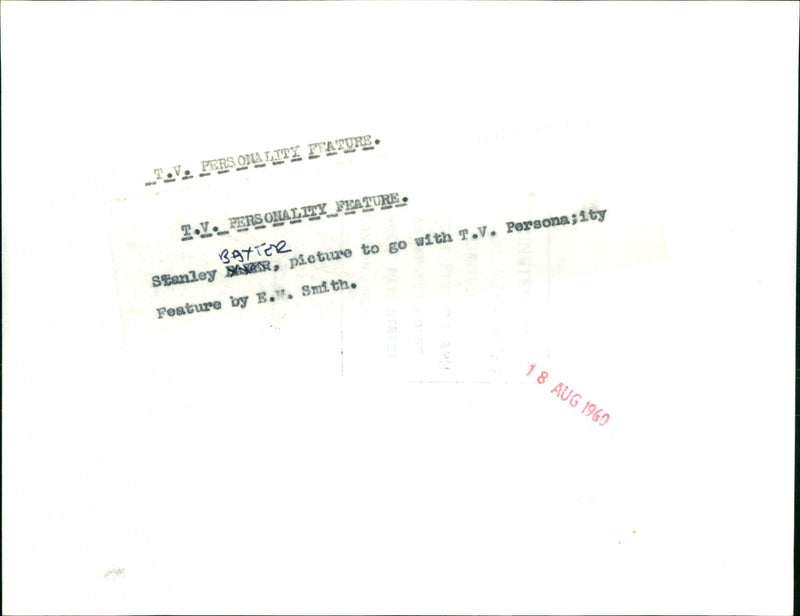 T.V. PERSONALITY FEATURE.
T.V. PERSONALITY FEATURE.
BAXTER
Stanley, picture to go with T.V. Persona;ity
Feature by E.W. Smith.
18 AUG 1960